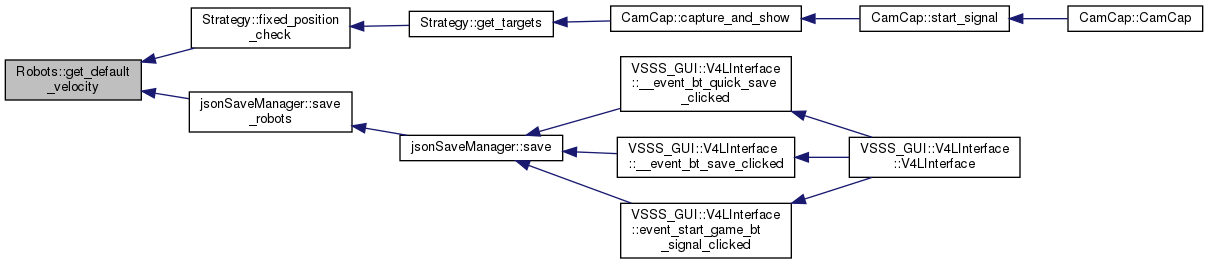 Robots::get_default
_velocity
Strategy::fixed_position
_check
Strategy::get_targets
CamCap::capture_and_show
CamCap::start_signal
CamCap::CamCap
jsonSaveManager::save
_robots
jsonSaveManager::save
VSSS_GUI::V4LInterface
::__event_bt_quick_save
_clicked
VSSS_GUI::V4LInterface
::__event_bt_save_clicked
VSSS_GUI::V4LInterface
::event_start_game_bt
_signal_clicked
VSSS_GUI::V4LInterface
::V4LInterface